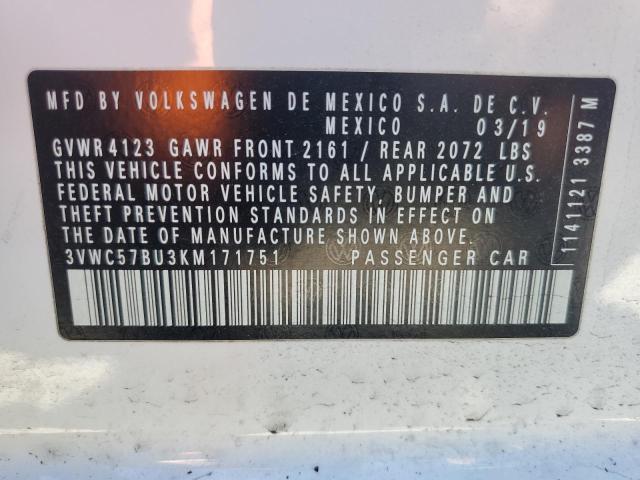 MFD BY VOLKSWAGEN DE MEXICO S.A. DE C.V.
MEXICO 03/19
GVWR 4123 GAWR FRONT 2161 / REAR 2072 LBS
THIS VEHICLE CONFORMS TO ALL APPLICABLE U.S.
FEDERAL MOTOR VEHICLE SAFETY, BUMPER AND
THEFT PREVENTION STANDARDS IN EFFECT ON
THE DATE OF MANUFACTURE SHOWN ABOVE.
3VWC57BU3KM171751 PASSENGER CAR
1141121 3387 M